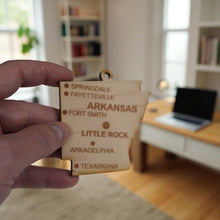 SPRINGDALE
FAYETTEVILLE
ARKANSAS
FORT SMITH
LITTLE ROCK
ARKADELPHIA
TEXARKANA